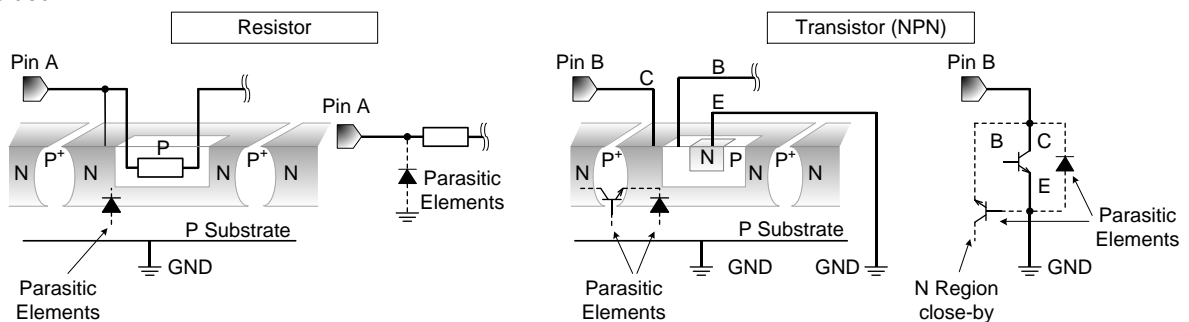 Resistor
Pin A
Pin A
N
P+
N
P
N
P+
N
Parasitic
Elements
P Substrate
GND
Parasitic
Elements
Transistor (NPN)
Pin B
C
B
E
N
P+
N
N
P
P+
N
P Substrate
GND
GND
Parasitic
Elements
Pin B
B
C
E
Parasitic
Elements
GND
N Region
close-by